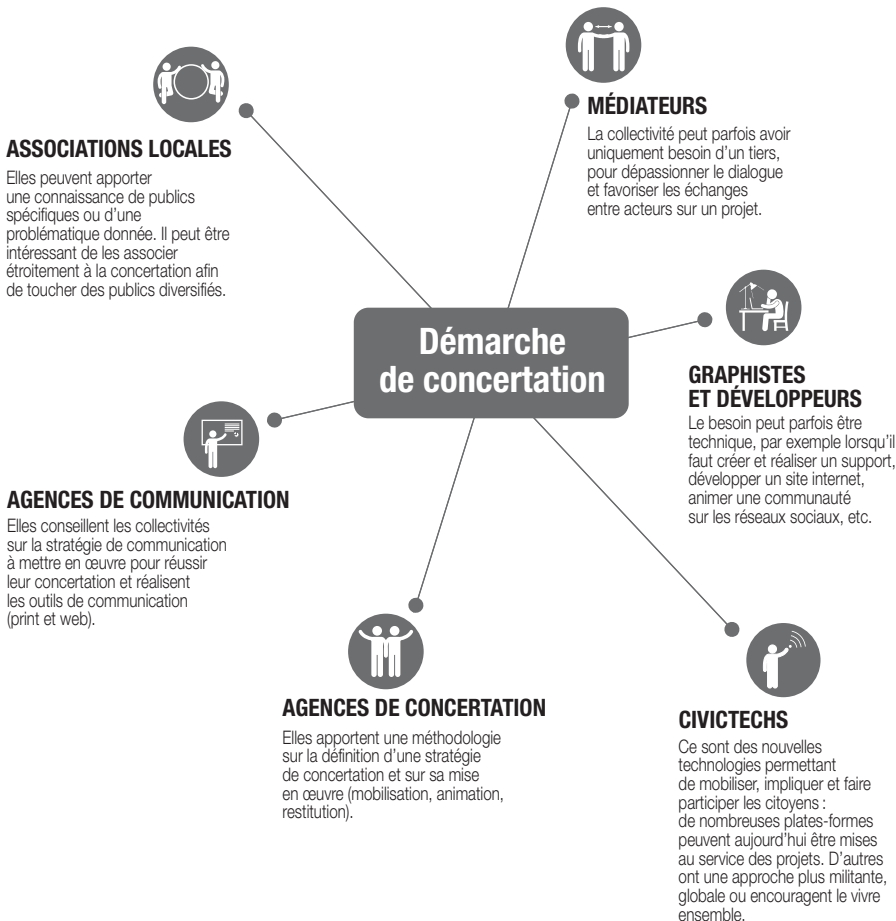 MÉDIATEURS
La collectivité peut parfois avoir
uniquement besoin d’un tiers,
pour dépassionner le dialogue
et favoriser les échanges
entre acteurs sur un projet.
ASSOCIATIONS LOCALES
Elles peuvent apporter
une connaissance de publics
spécifiques ou d’une
problématique donnée. Il peut être
intéressant de les associer
étroitement à la concertation afin
de toucher des publics diversifiés.
Démarche
de concertation
GRAPHISTES
ET DÉVELOPPEURS
Le besoin peut parfois être
technique, par exemple lorsqu’il
faut créer et réaliser un support,
développer un site internet,
animer une communauté
sur les réseaux sociaux, etc.
AGENCES DE COMMUNICATION
Elles conseillent les collectivités
sur la stratégie de communication
à mettre en œuvre pour réussir
leur concertation et réalisent
les outils de communication
(print et web).
AGENCES DE CONCERTATION
Elles apportent une méthodologie
sur la définition d’une stratégie
de concertation et sur sa mise
en œuvre (mobilisation, animation,
restitution).
CIVICTECHS
Ce sont des nouvelles
technologies permettant
de mobiliser, impliquer et faire
participer les citoyens :
de nombreuses plates-formes
peuvent aujourd’hui être mises
au service des projets. D’autres
ont une approche plus militante,
globale ou encouragent le vivre
ensemble.